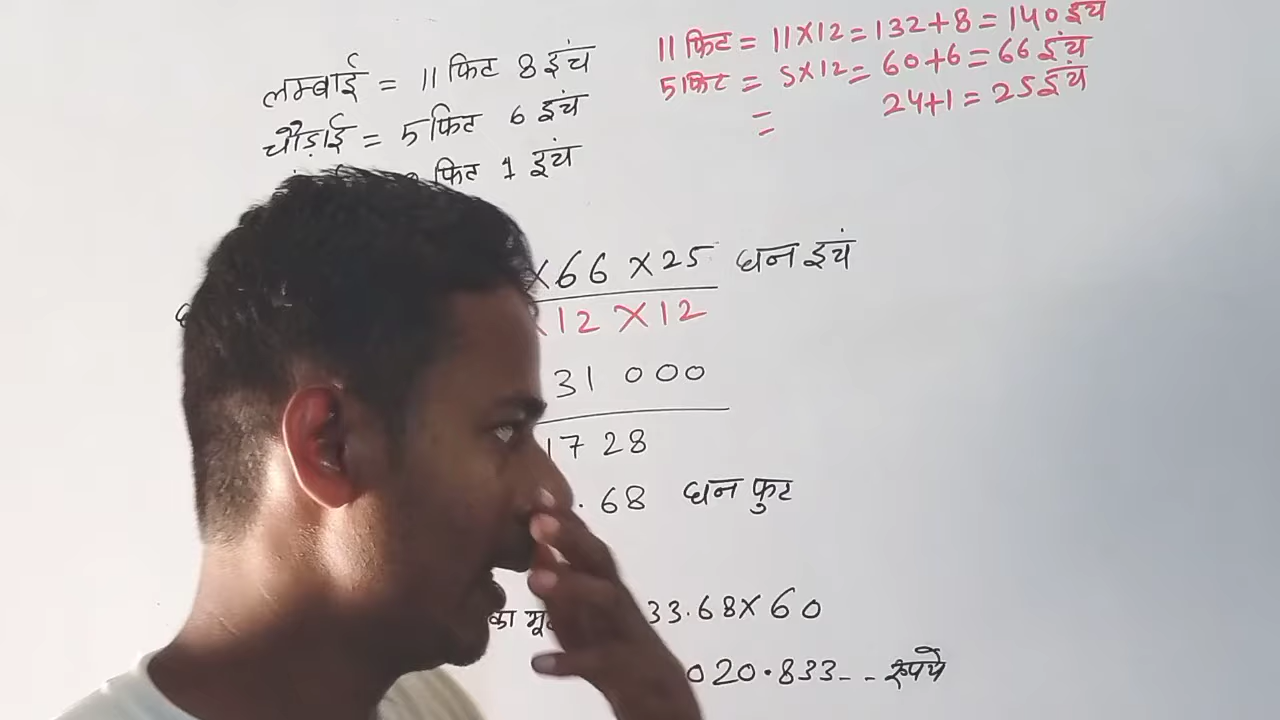 लम्बाई = 11 फिट 8 इंच
चौड़ाई = 5 फिट 6 इंच
फिट 1 इंच
11 फिट = 11×12 = 132+8 = 140 इंच
5 फिट = 5×12 = 60+6 = 66 इंच
= 24+1 = 25 इंच
×66 ×25 घन इंच
×12 ×12
31 000
1728
.68 घन फुट
का 33.68×60
020.833-- रुपये